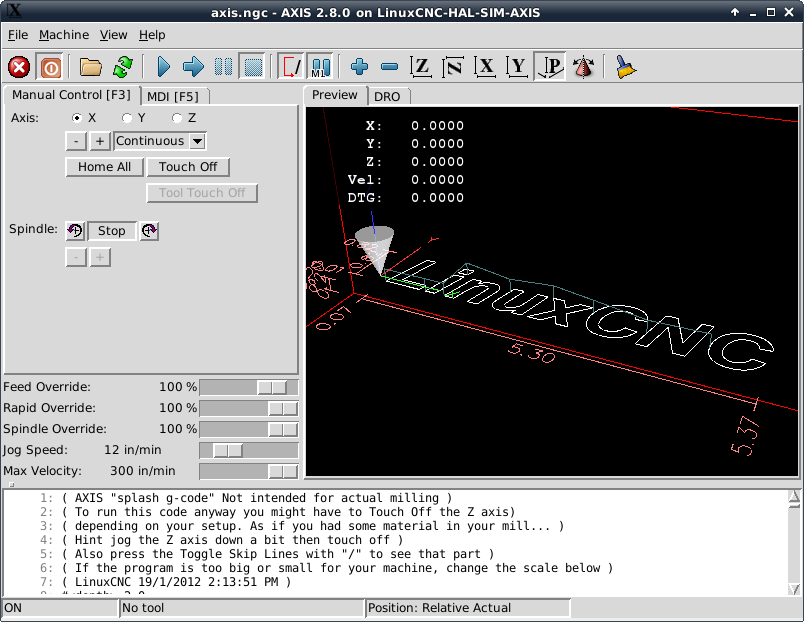 axis.ngc - AXIS 2.8.0 on LinuxCNC-HAL-SIM-AXIS
File Machine View Help
Z N X Y P
M1
Manual Control [F3] MDI [F5]
Preview DRO
Axis: X Y Z
- + Continuous
Home All Touch Off
Tool Touch Off
Spindle: Stop
- +
X: 0.0000
Y: 0.0000
Z: 0.0000
Vel: 0.0000
DTG: 0.0000
Y
LinuxCNC
0.07
5.30
5.37
Feed Override: 100 %
Rapid Override: 100 %
Spindle Override: 100 %
Jog Speed: 12 in/min
Max Velocity: 300 in/min
1: ( AXIS "splash g-code" Not intended for actual milling )
2: ( To run this code anyway you might have to Touch Off the Z axis)
3: ( depending on your setup. As if you had some material in your mill... )
4: ( Hint jog the Z axis down a bit then touch off )
5: ( Also press the Toggle Skip Lines with "/" to see that part )
6: ( If the program is too big or small for your machine, change the scale below )
7: ( LinuxCNC 19/1/2012 2:13:51 PM )
ON No tool Position: Relative Actual